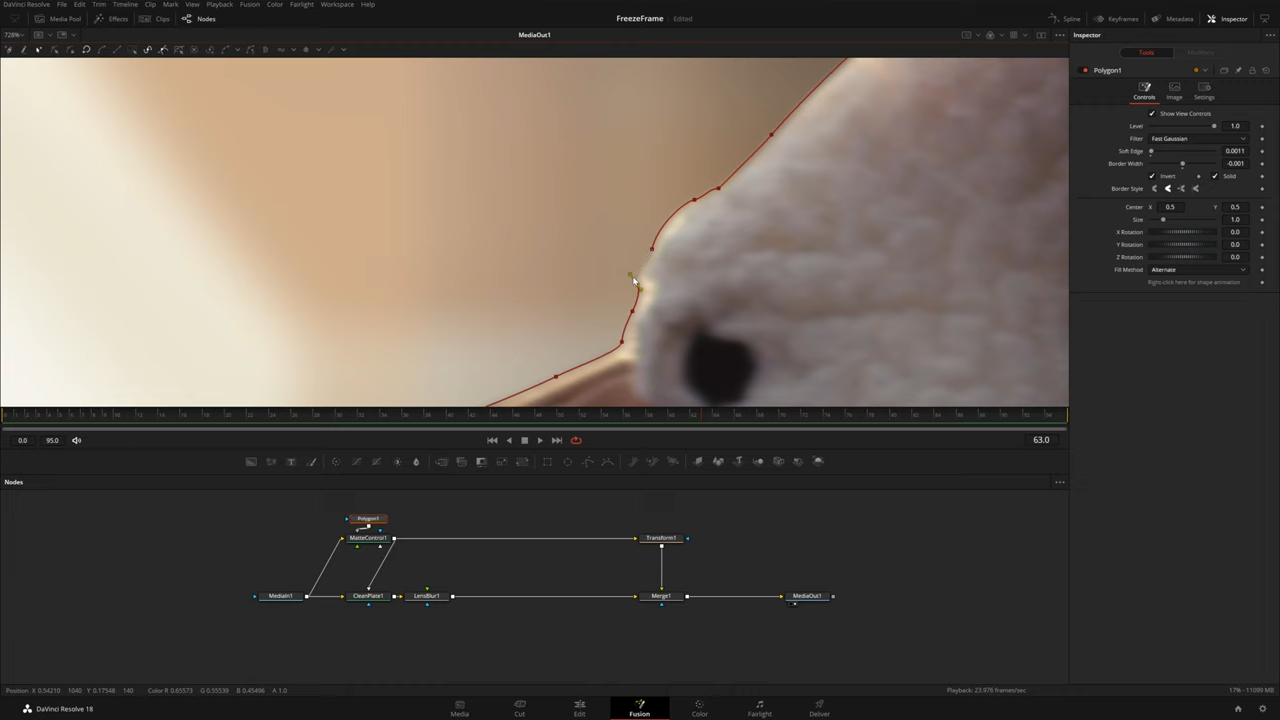 DaVinci Resolve File Edit Trim Timeline Clip Mark View Playback Fusion Color Fairlight Workspace Help
Media Pool Effects Clips Nodes FreezeFrame Edited Spline Keyframes Metadata Inspector
728% MediaOut1 Inspector
Tools Modifiers
Polygon1
Controls Image Settings
Show View Controls
Level 1.0
Filter Fast Gaussian
Soft Edge 0.0011
Border Width -0.001
Invert Solid
Border Style
Center X 0.5 Y 0.5
Size 1.0
X Rotation 0.0
Y Rotation 0.0
Z Rotation 0.0
Fill Method Alternate
Right-click here for shape animation
0.0 95.0 63.0
Nodes
Polygon1
MatteControl1 Transform1
MediaIn1 CleanPlate1 LensBlur1 Merge1 MediaOut1
Position X 0.54210 1040 Y 0.17548 140 Color R 0.65573 G 0.55539 B 0.45496 A 1.0 Playback: 23.976 frames/sec 17% - 11099 MB
DaVinci Resolve 18 Media Cut Edit Fusion Color Fairlight Deliver